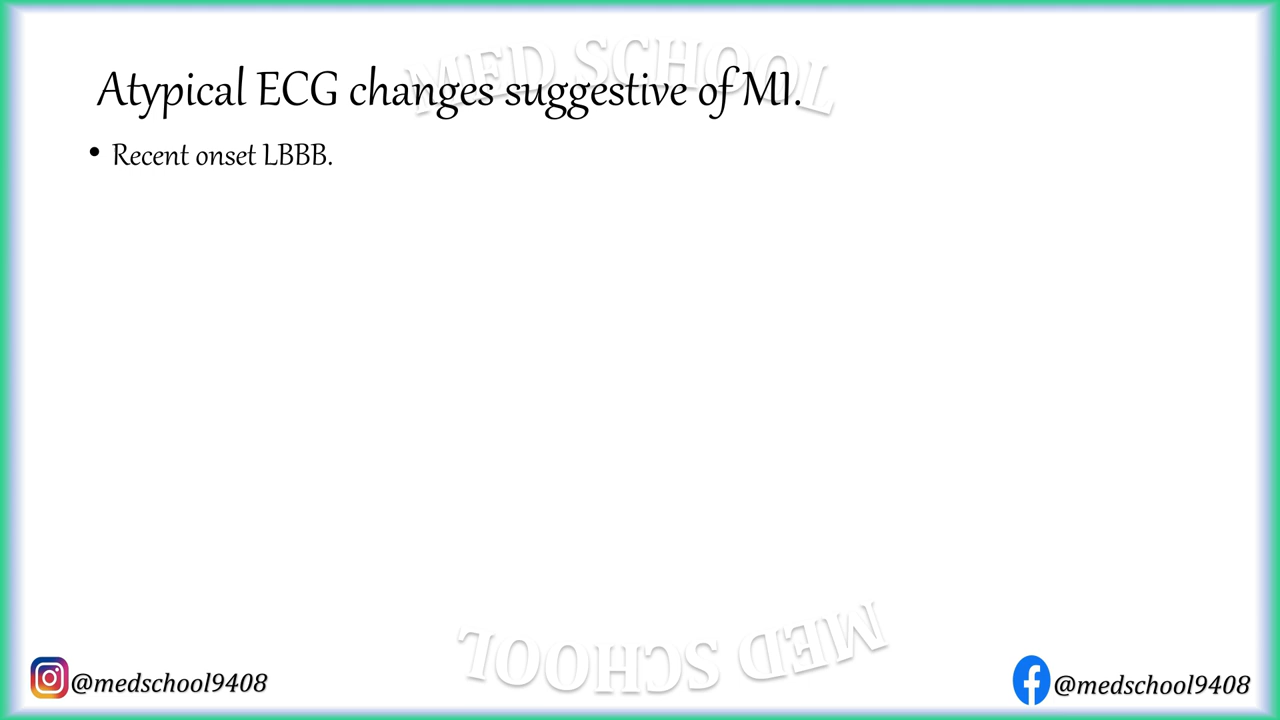 MED SCHOOL
Atypical ECG changes suggestive of MI.
• Recent onset LBBB.
MED SCHOOL
@medschool9408
@medschool9408